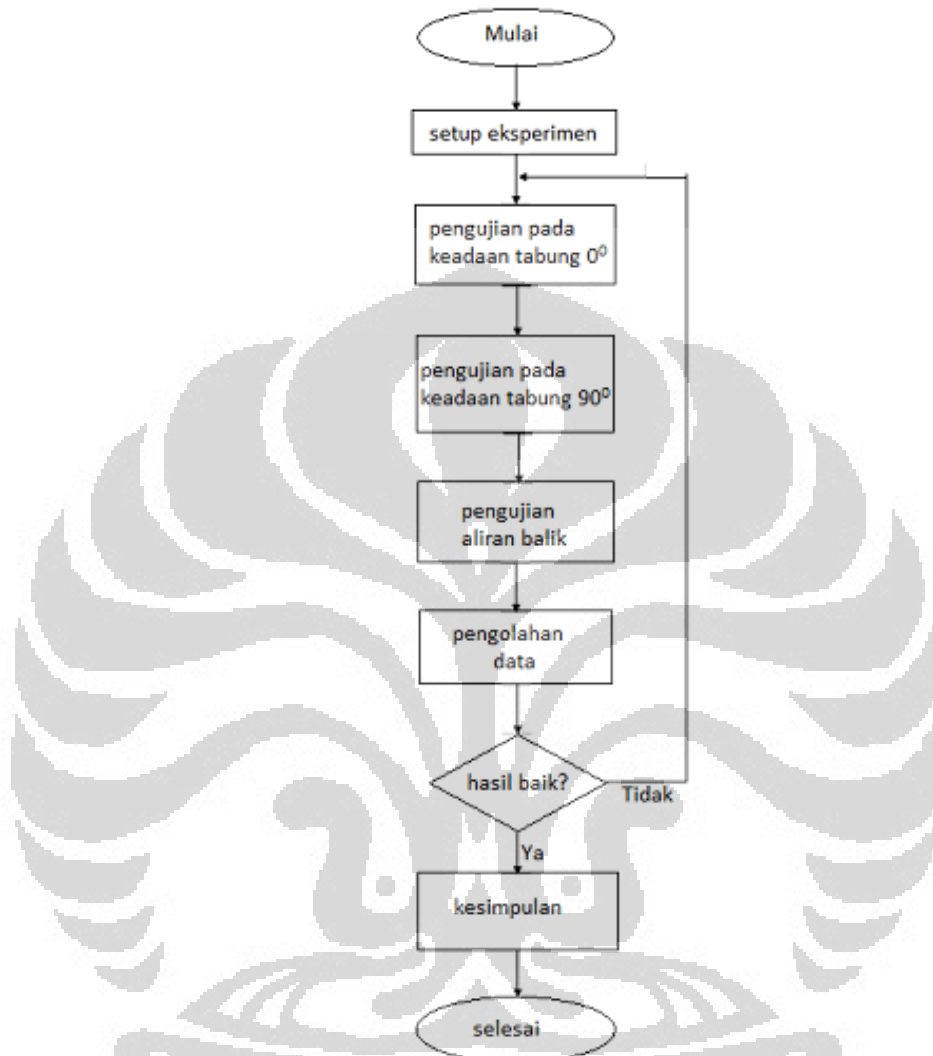 Mulai
setup eksperimen
pengujian pada
keadaan tabung 0⁰
pengujian pada
keadaan tabung 90⁰
pengujian
aliran balik
pengolahan
data
hasil baik?
Tidak
Ya
kesimpulan
selesai